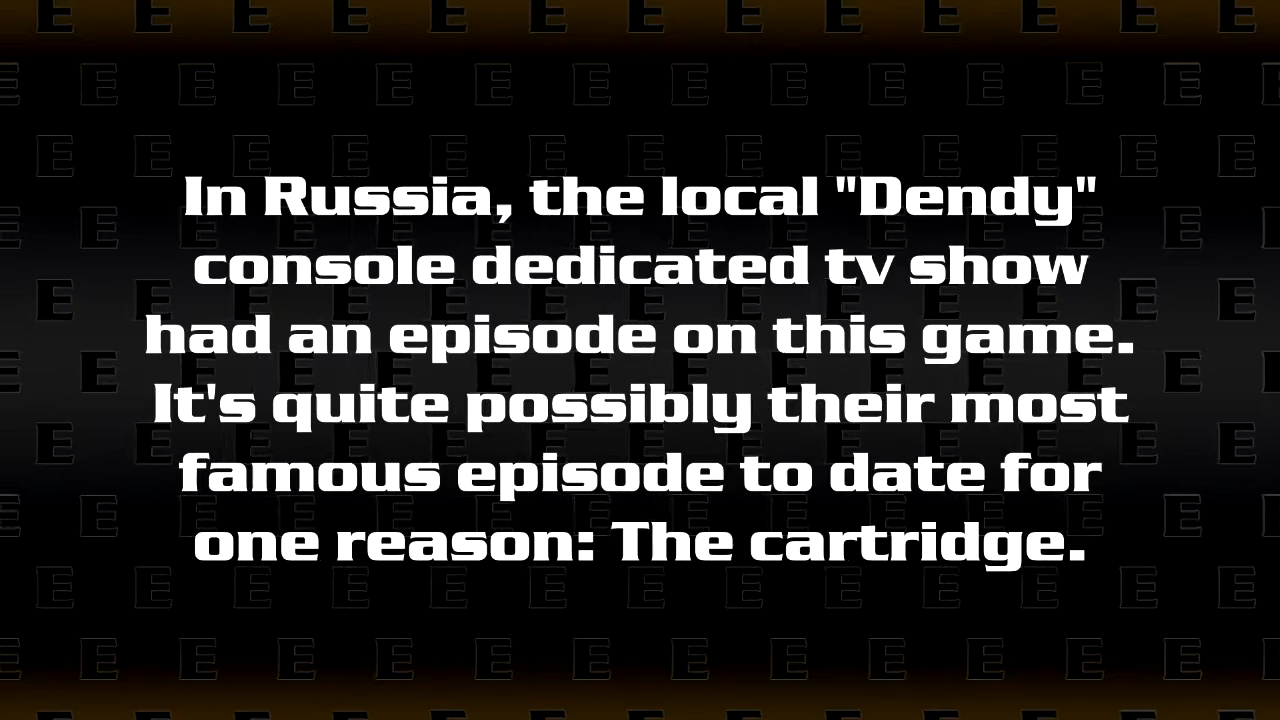 In Russia, the local "Dendy"
console dedicated tv show
had an episode on this game.
It's quite possibly their most
famous episode to date for
one reason: The cartridge.